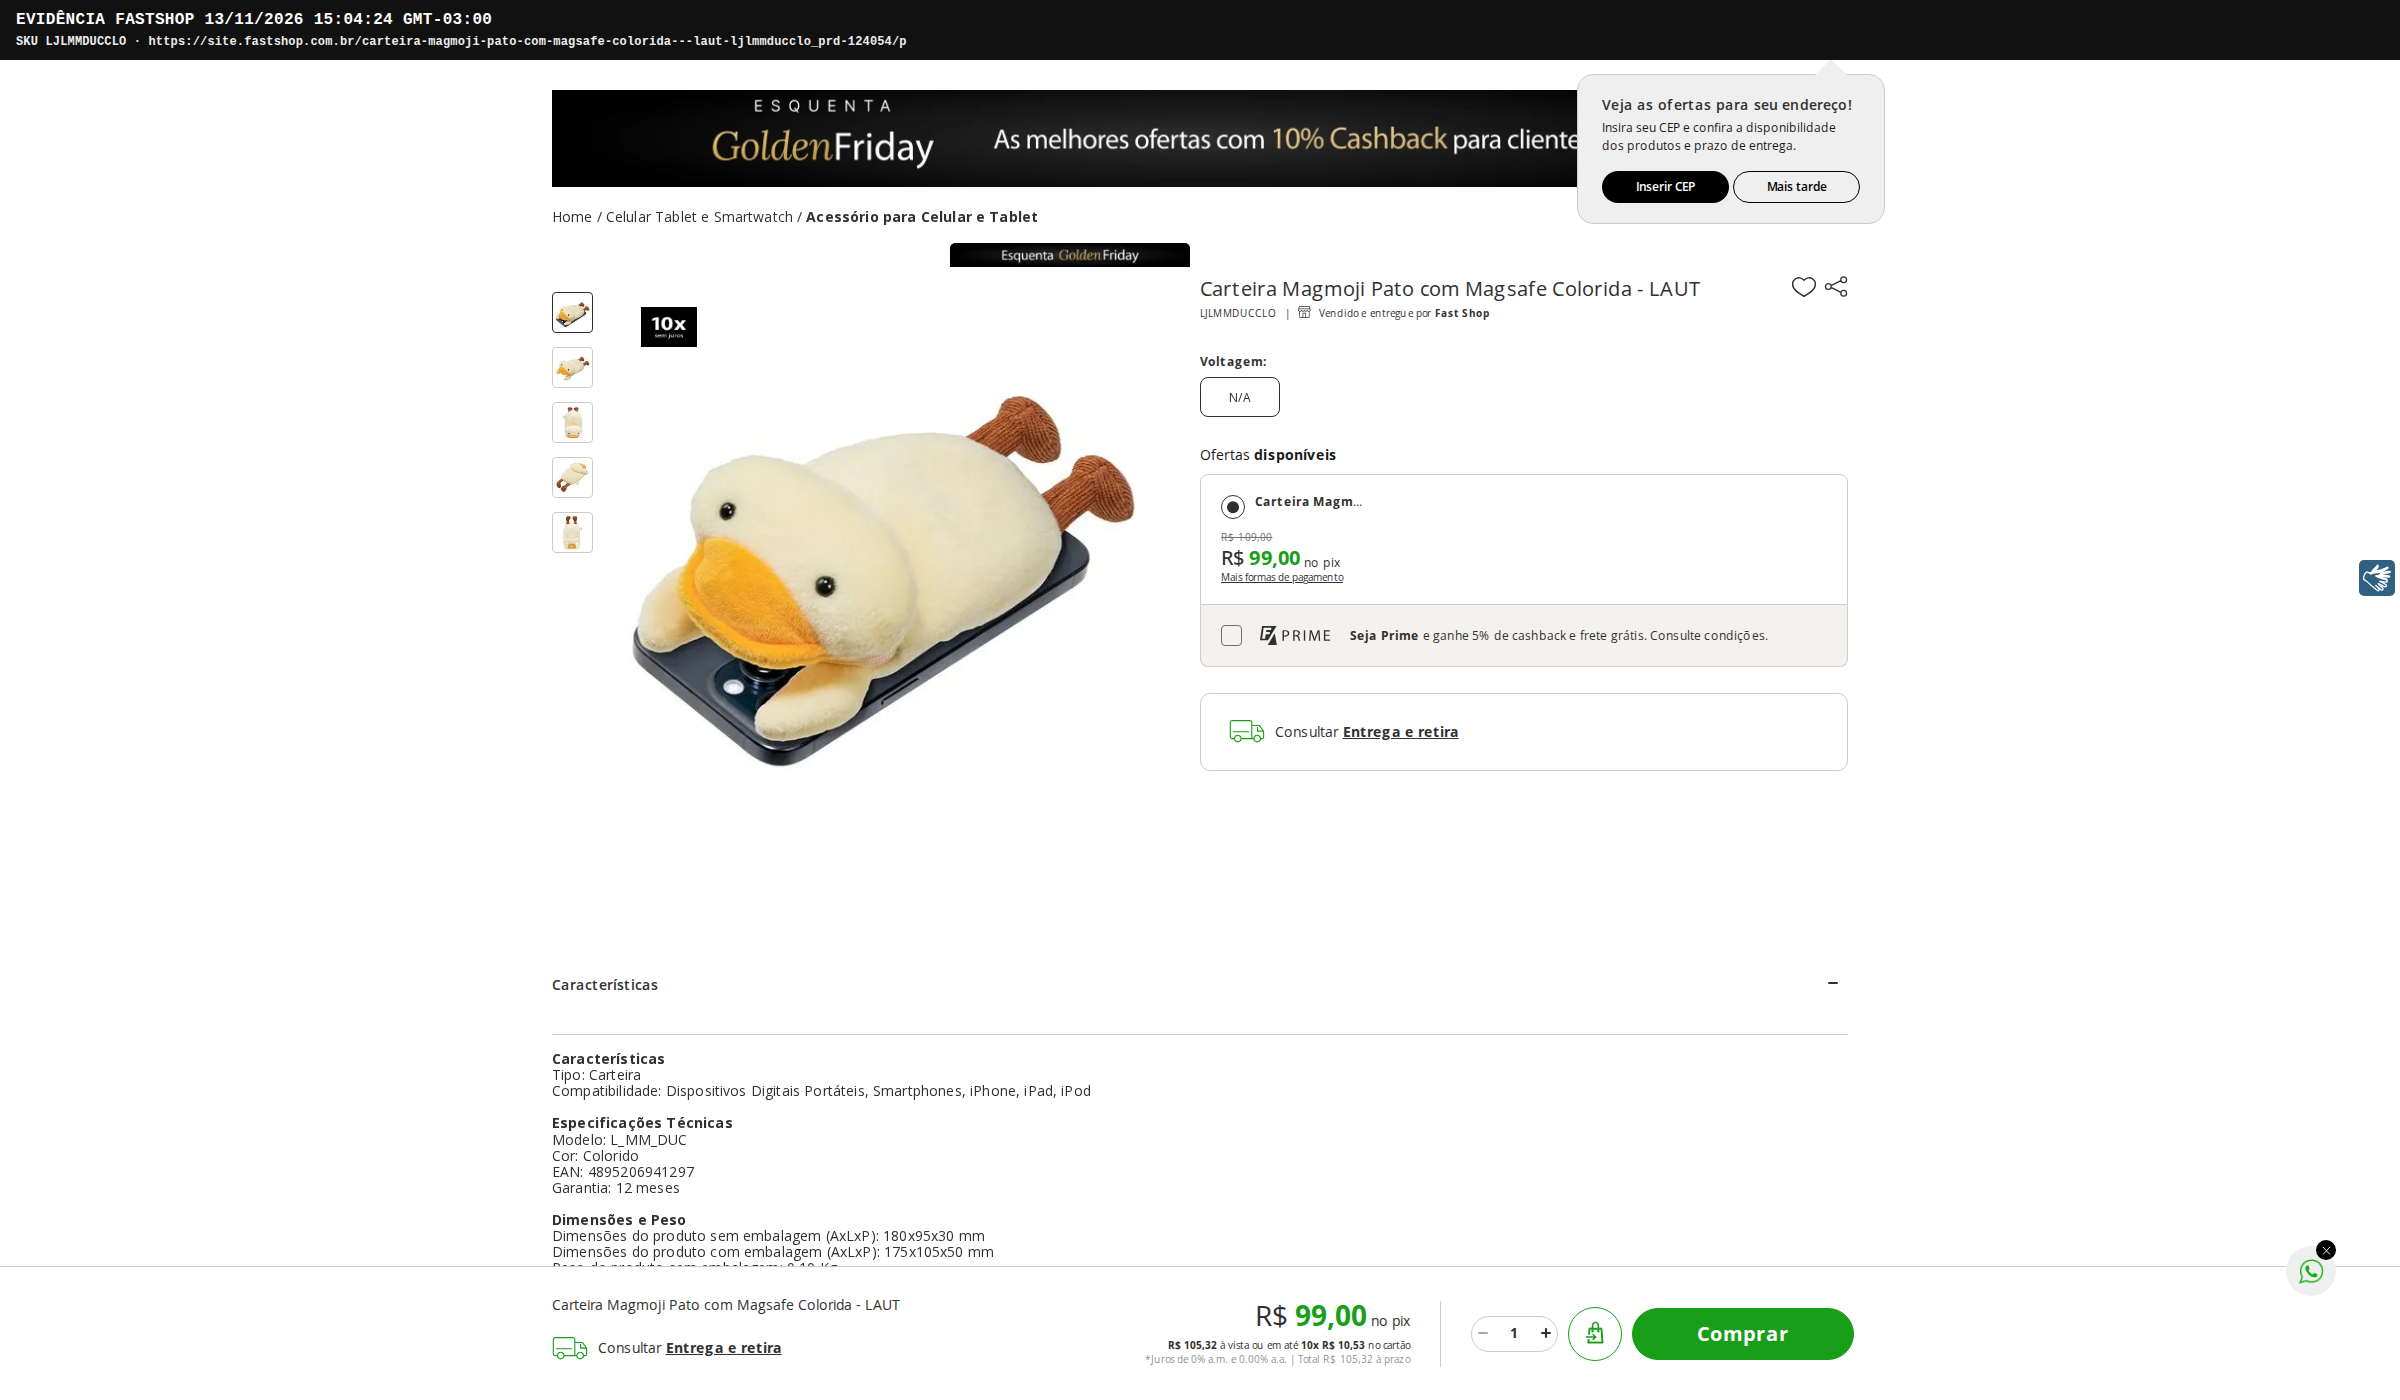 EVIDÊNCIA FASTSHOP 13/11/2026 15:04:24 GMT-03:00
SKU LJLMMDUCCLO · https://site.fastshop.com.br/carteira-magmoji-pato-com-magsafe-colorida---laut-ljlmmducclo_prd-124054/p
ESQUENTA
GoldenFriday
As melhores ofertas com 10% Cashback para cliente
Veja as ofertas para seu endereço!
Insira seu CEP e confira a disponibilidade
dos produtos e prazo de entrega.
Inserir CEP
Mais tarde
Home / Celular Tablet e Smartwatch / Acessório para Celular e Tablet
Esquenta GoldenFriday
10x
sem juros
Carteira Magmoji Pato com Magsafe Colorida - LAUT
LJLMMDUCCLO | Vendido e entregue por Fast Shop
Voltagem:
N/A
Ofertas disponíveis
Carteira Magm...
R$ 109,00
R$ 99,00 no pix
Mais formas de pagamento
PRIME
Seja Prime e ganhe 5% de cashback e frete grátis. Consulte condições.
Consultar Entrega e retira
Características
Características
Tipo: Carteira
Compatibilidade: Dispositivos Digitais Portáteis, Smartphones, iPhone, iPad, iPod
Especificações Técnicas
Modelo: L_MM_DUC
Cor: Colorido
EAN: 4895206941297
Garantia: 12 meses
Dimensões e Peso
Dimensões do produto sem embalagem (AxLxP): 180x95x30 mm
Dimensões do produto com embalagem (AxLxP): 175x105x50 mm
Carteira Magmoji Pato com Magsafe Colorida - LAUT
Consultar Entrega e retira
R$ 99,00 no pix
R$ 105,32 à vista ou em até 10x R$ 10,53 no cartão
*Juros de 0% a.m. e 0.00% a.a. | Total R$ 105,32 à prazo
1
Comprar